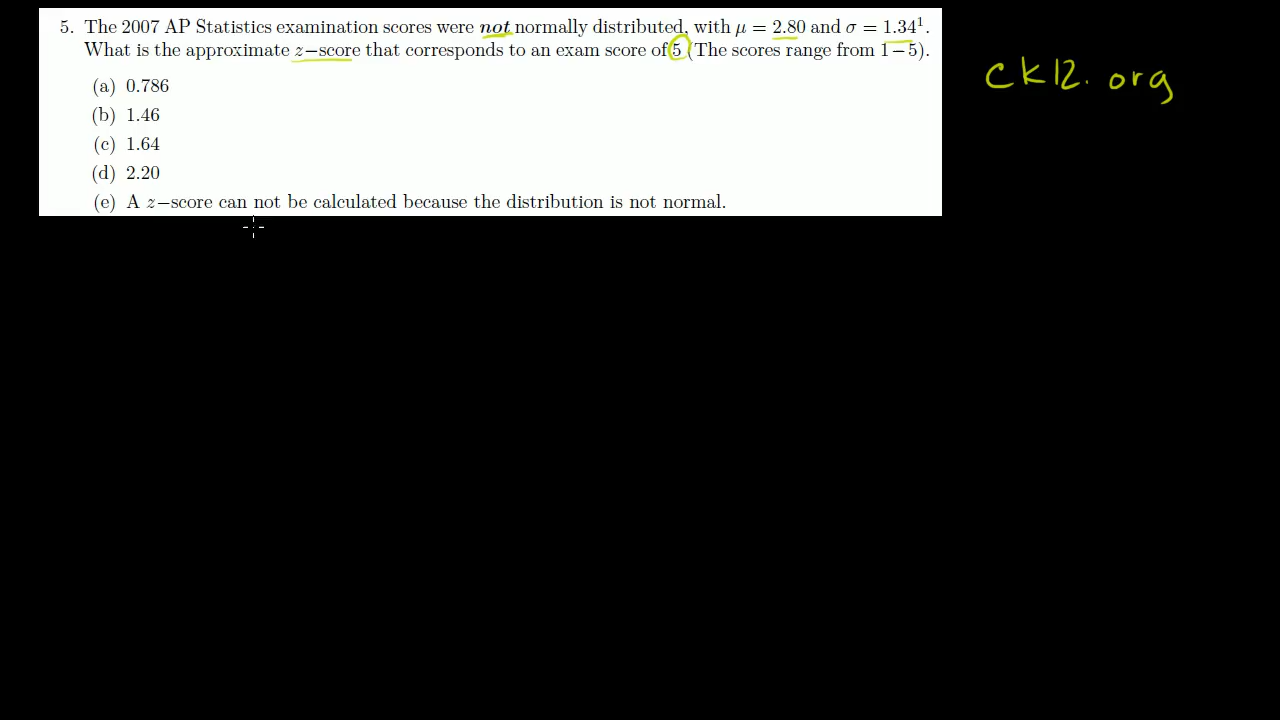 5. The 2007 AP Statistics examination scores were not normally distributed, with μ = 2.80 and σ = 1.34¹.
What is the approximate z−score that corresponds to an exam score of 5 (The scores range from 1−5).
(a) 0.786
(b) 1.46
(c) 1.64
(d) 2.20
(e) A z−score can not be calculated because the distribution is not normal.
ck12.org